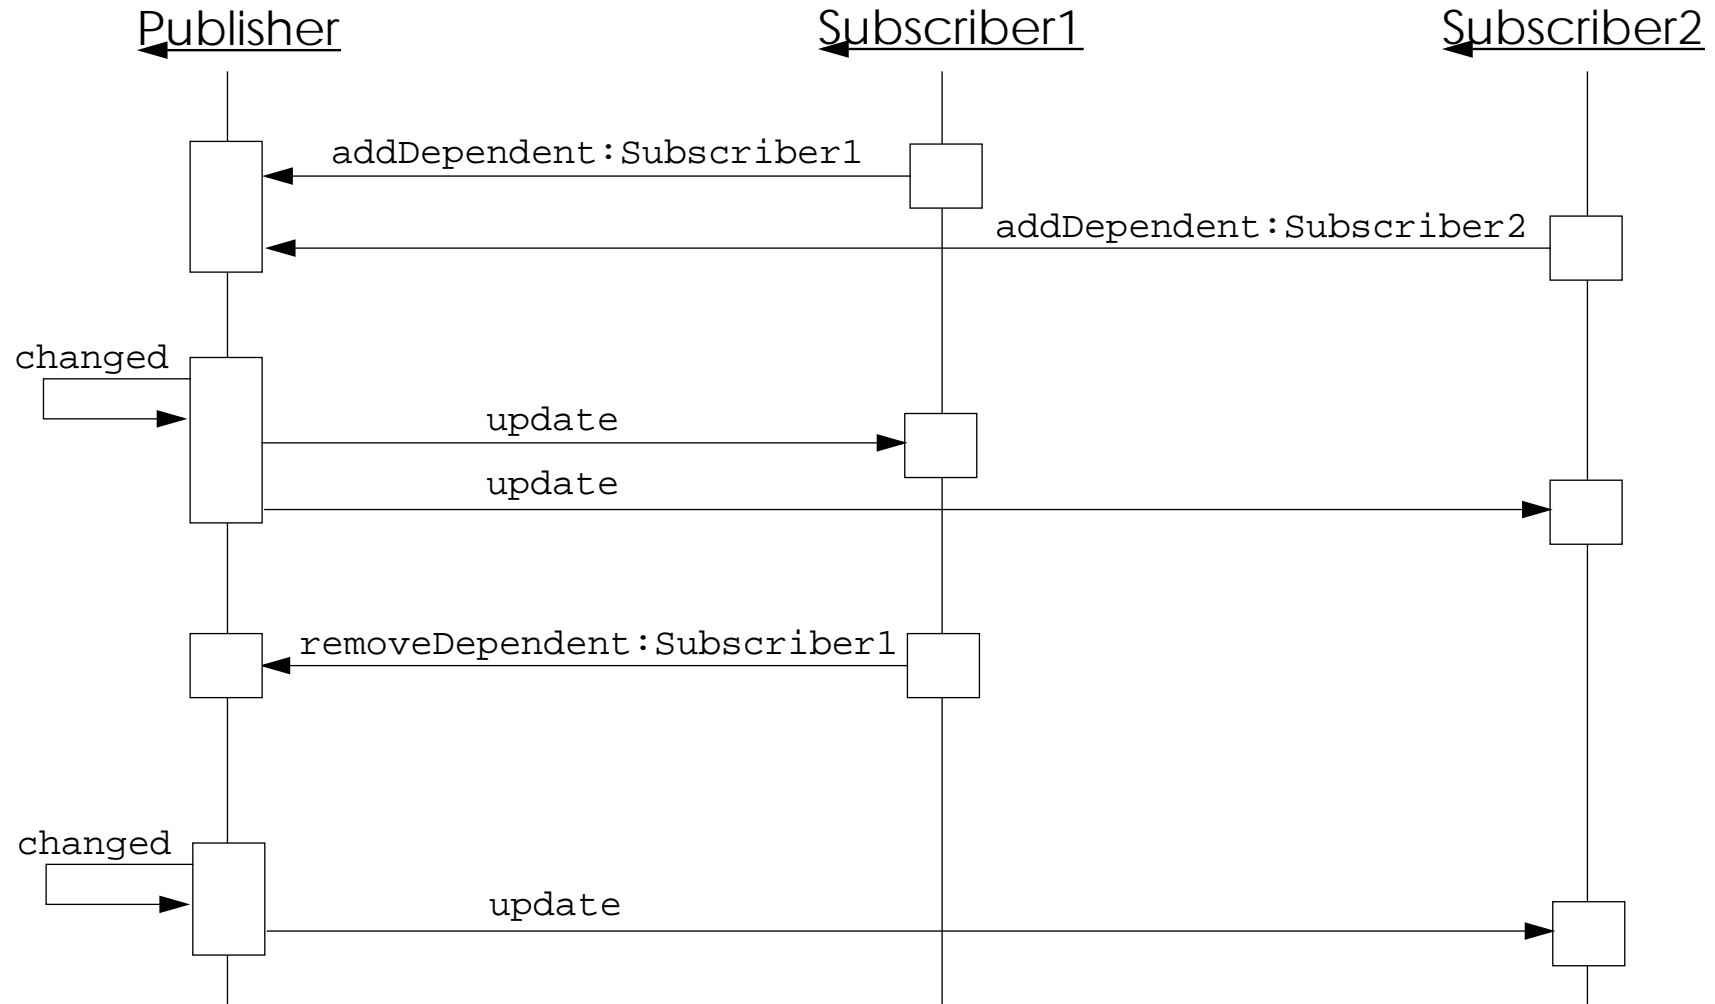 Publisher
Subscriber1
Subscriber2
addDependent:Subscriber1
addDependent:Subscriber2
changed
update
update
removeDependent:Subscriber1
changed
update